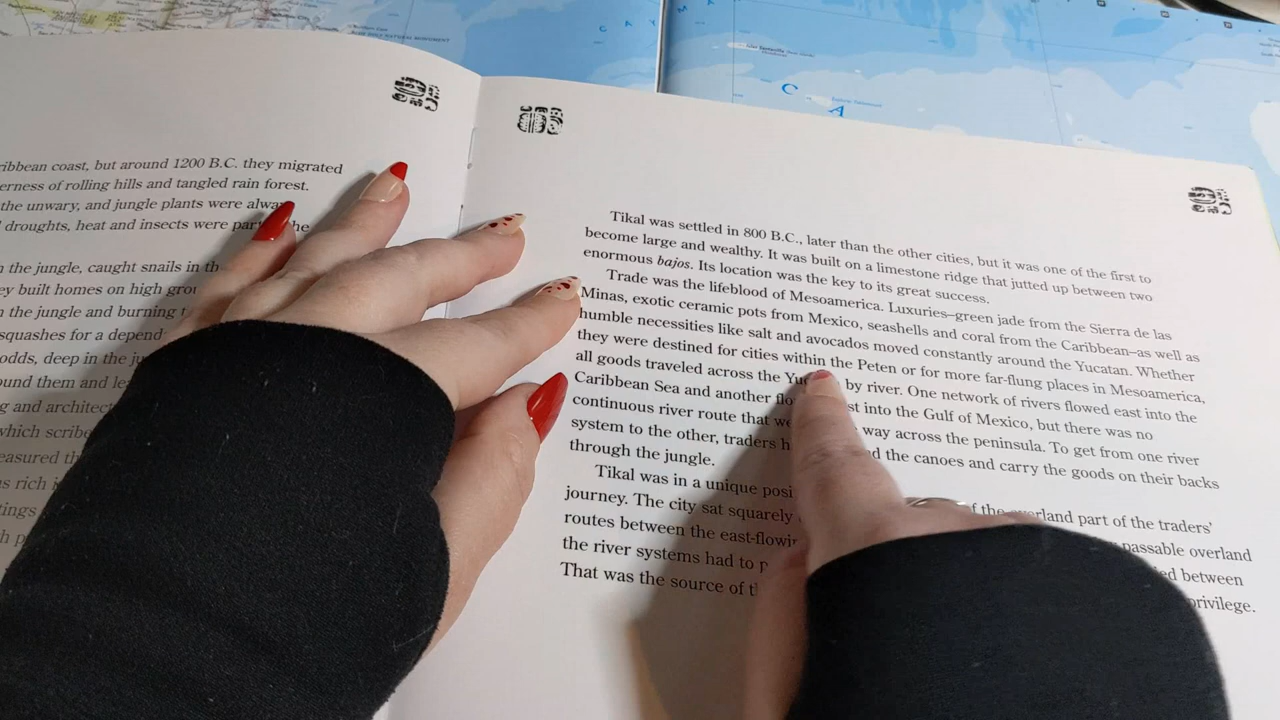 NATURAL MONUMENT
C A Y M A
C
A
ribbean coast, but around 1200 B.C. they migrated
erness of rolling hills and tangled rain forest.
the unwary, and jungle plants were alwa
droughts, heat and insects were par he
n the jungle, caught snails in th
ey built homes on high gro
n the jungle and burning t
squashes for a depend
odds, deep in the ju
ound them and le
g and architect
which scribe
easured th
s rich i
tings
h p
Tikal was settled in 800 B.C., later than the other cities, but it was one of the first to
become large and wealthy. It was built on a limestone ridge that jutted up between two
enormous bajos. Its location was the key to its great success.
Trade was the lifeblood of Mesoamerica. Luxuries–green jade from the Sierra de las
Minas, exotic ceramic pots from Mexico, seashells and coral from the Caribbean–as well as
humble necessities like salt and avocados moved constantly around the Yucatan. Whether
they were destined for cities within the Peten or for more far-flung places in Mesoamerica,
all goods traveled across the Yuc by river. One network of rivers flowed east into the
Caribbean Sea and another flo st into the Gulf of Mexico, but there was no
continuous river route that we way across the peninsula. To get from one river
system to the other, traders h nd the canoes and carry the goods on their backs
through the jungle.
Tikal was in a unique posi of the overland part of the traders'
journey. The city sat squarely passable overland
routes between the east-flowin ied between
the river systems had to p privilege.
That was the source of t